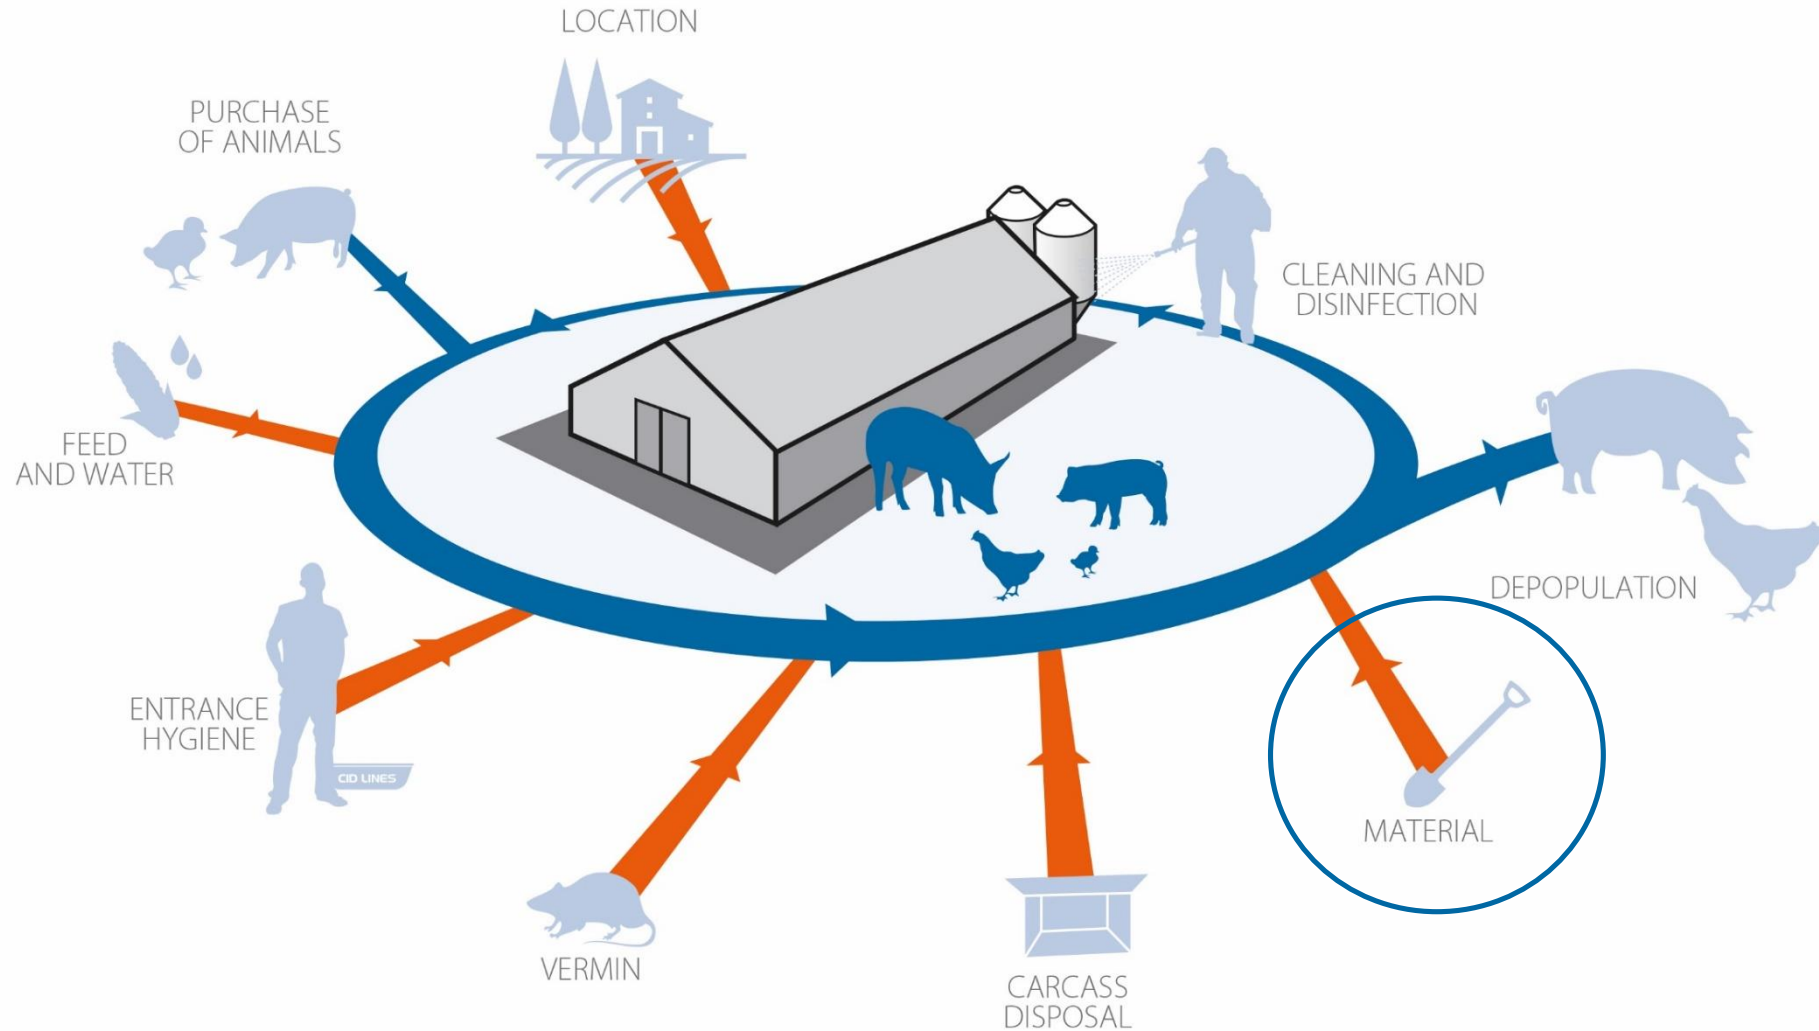 LOCATION
PURCHASE
OF ANIMALS
CLEANING AND
DISINFECTION
FEED
AND WATER
DEPOPULATION
ENTRANCE
HYGIENE
CID LINES
MATERIAL
VERMIN
CARCASS
DISPOSAL